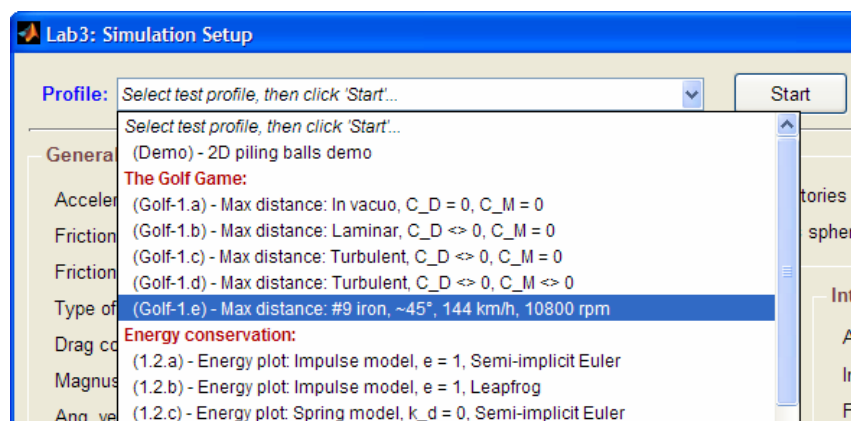 Lab3: Simulation Setup
Profile: Select test profile, then click 'Start'... Start
Select test profile, then click 'Start'...
General
(Demo) - 2D piling balls demo
The Golf Game:
Acceler (Golf-1.a) - Max distance: In vacuo, C_D = 0, C_M = 0 tories
Friction (Golf-1.b) - Max distance: Laminar, C_D <> 0, C_M = 0 spher
(Golf-1.c) - Max distance: Turbulent, C_D <> 0, C_M = 0
Friction (Golf-1.d) - Max distance: Turbulent, C_D <> 0, C_M <> 0
Type of (Golf-1.e) - Max distance: #9 iron, ~45°, 144 km/h, 10800 rpm Int
Energy conservation:
Drag co (1.2.a) - Energy plot: Impulse model, e = 1, Semi-implicit Euler A
Magnus (1.2.b) - Energy plot: Impulse model, e = 1, Leapfrog In
Ang. ve (1.2.c) - Energy plot: Spring model, k_d = 0, Semi-implicit Euler F